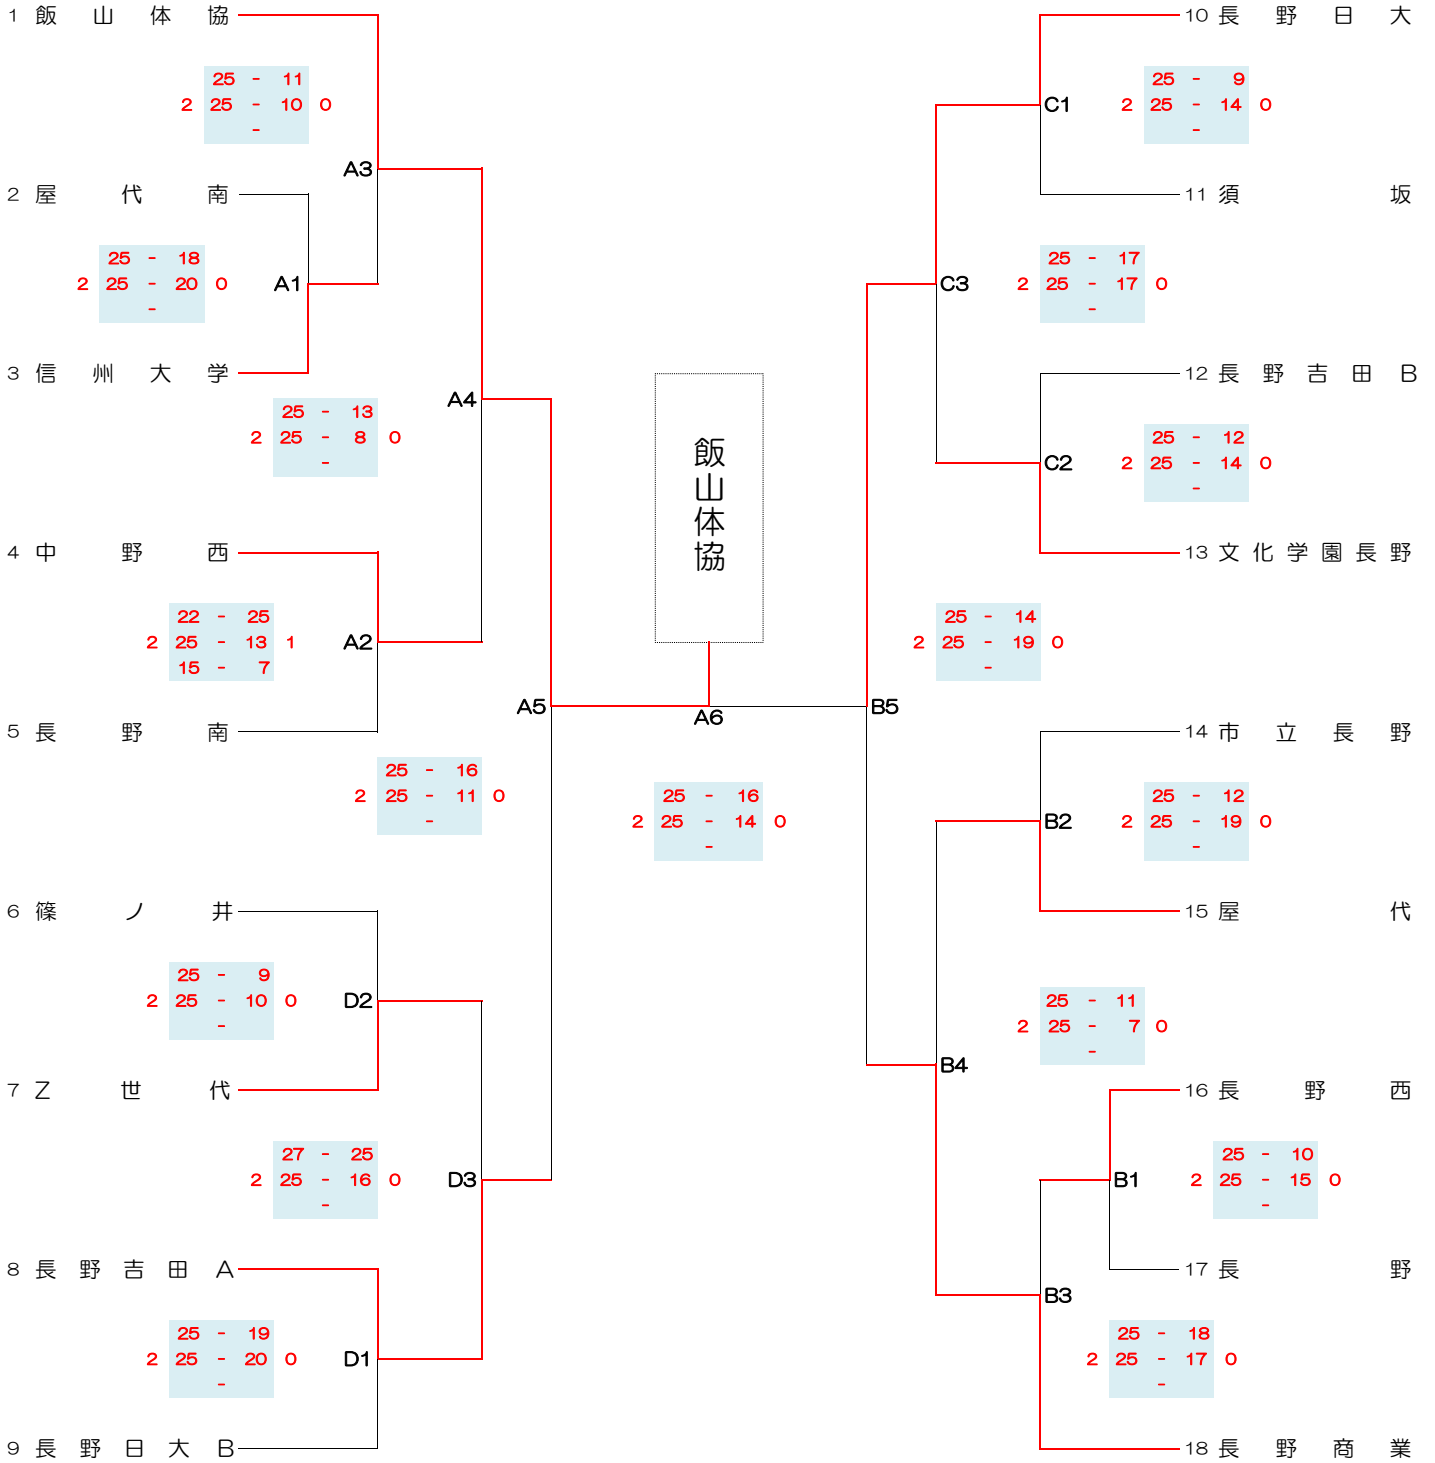 1 飯山体協
25 - 11
2 25 - 10 0
-
A3
2 屋代南
25 - 18
2 25 - 20 0
-
A1
3 信州大学
25 - 13
2 25 - 8 0
-
A4
4 中野西
22 - 25
2 25 - 13 1
15 - 7
A2
5 長野南
25 - 16
2 25 - 11 0
-
A5
6 篠ノ井
25 - 9
2 25 - 10 0
-
D2
7 Z世代
27 - 25
2 25 - 16 0
-
D3
8 長野吉田A
25 - 19
2 25 - 20 0
-
D1
9 長野日大B
飯山体協
A6
25 - 16
2 25 - 14 0
-
10 長野日大
C1
25 - 9
2 25 - 14 0
-
11 須坂
C3
25 - 17
2 25 - 17 0
-
12 長野吉田B
C2
25 - 12
2 25 - 14 0
-
13 文化学園長野
25 - 14
2 25 - 19 0
-
B5
14 市立長野
B2
25 - 12
2 25 - 19 0
-
15 屋代
25 - 11
2 25 - 7 0
-
B4
16 長野西
B1
25 - 10
2 25 - 15 0
-
17 長野
B3
25 - 18
2 25 - 17 0
-
18 長野商業